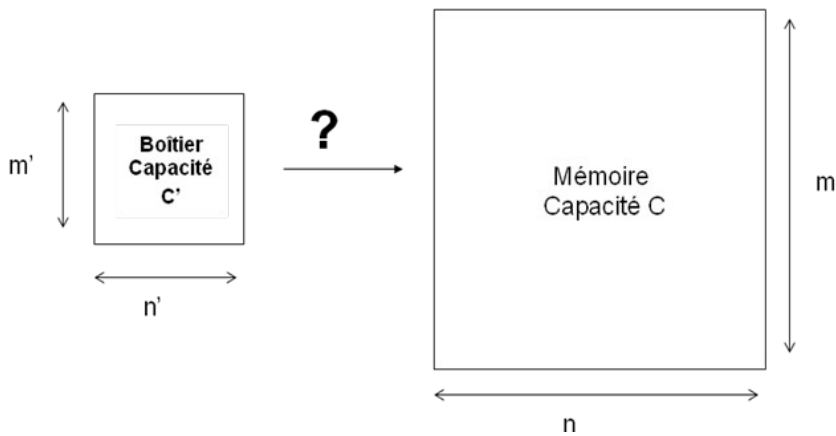 m'
Boîtier
Capacité
C'
n'
?
Mémoire
Capacité C
m
n